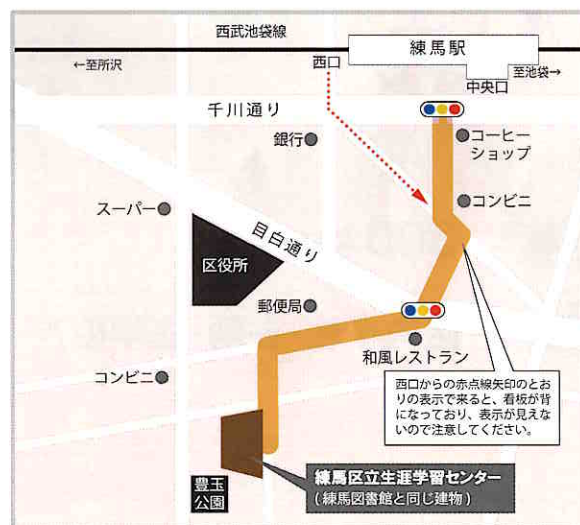 西武池袋線
練馬駅
←至所沢
西口
中央口
至池袋→
千川通り
銀行
コーヒー
ショップ
スーパー
コンビニ
目白通り
区役所
郵便局
和風レストラン
コンビニ
西口からの赤点線矢印のとお
りの表示で来ると、看板が背
になっており、表示が見えな
いので注意してください。
練馬区立生涯学習センター
(練馬図書館と同じ建物)
豊玉
公園